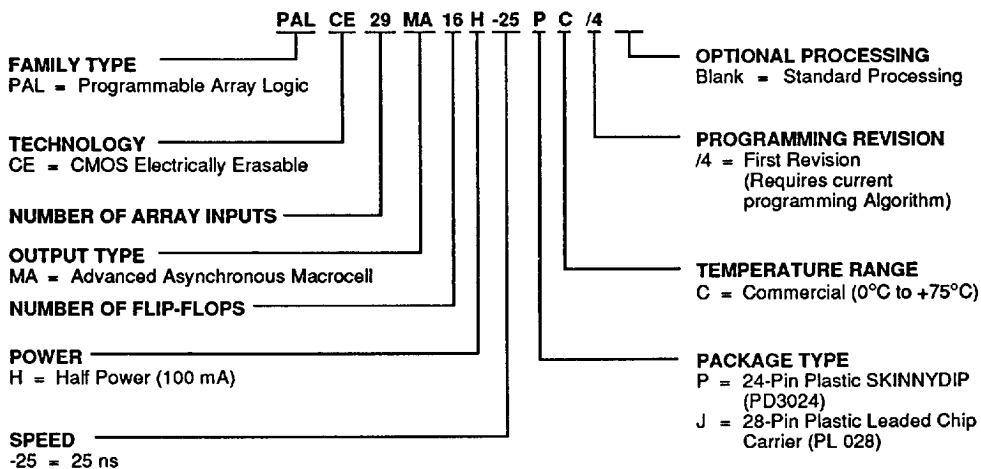 PAL CE 29 MA 16 H -25 P C /4
FAMILY TYPE
PAL = Programmable Array Logic
TECHNOLOGY
CE = CMOS Electrically Erasable
NUMBER OF ARRAY INPUTS
OUTPUT TYPE
MA = Advanced Asynchronous Macrocell
NUMBER OF FLIP-FLOPS
POWER
H = Half Power (100 mA)
SPEED
-25 = 25 ns
OPTIONAL PROCESSING
Blank = Standard Processing
PROGRAMMING REVISION
/4 = First Revision
(Requires current
programming Algorithm)
TEMPERATURE RANGE
C = Commercial (0°C to +75°C)
PACKAGE TYPE
P = 24-Pin Plastic SKINNYDIP
(PD3024)
J = 28-Pin Plastic Leaded Chip
Carrier (PL 028)